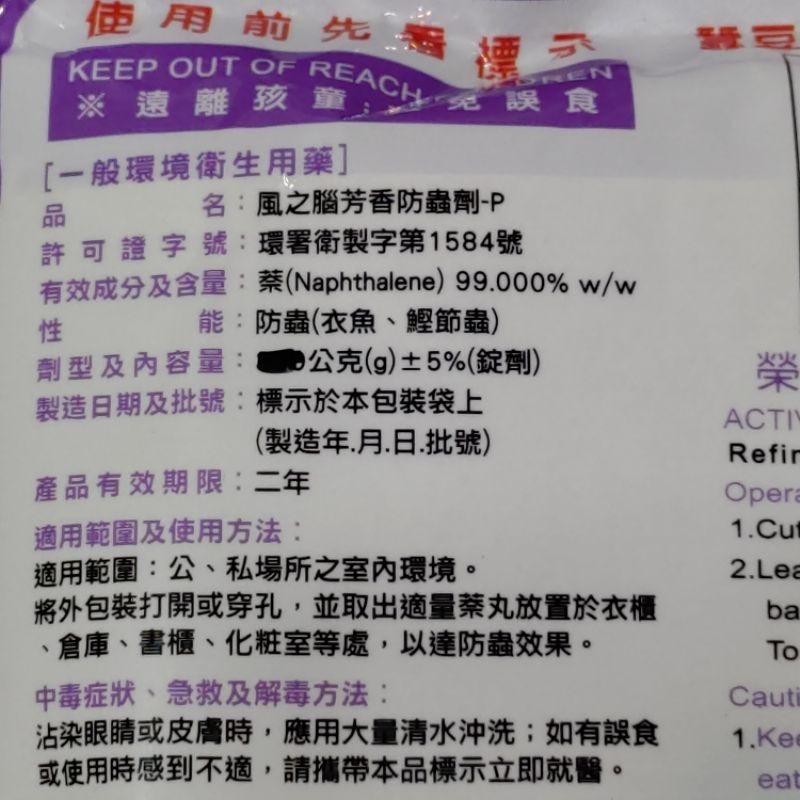 使用前先看標示
KEEP OUT OF REACH
※遠離孩童 免誤食
[一般環境衛生用藥]
品名：風之腦芳香防蟲劑-P
許可證字號：環署衛製字第1584號
有效成分及含量：萘(Naphthalene) 99.000% w/w
性能：防蟲(衣魚、鰹節蟲)
劑型及內容量：公克(g)±5%(錠劑)
製造日期及批號：標示於本包裝袋上
(製造年.月.日.批號)
產品有效期限：二年
適用範圍及使用方法：
適用範圍：公、私場所之室內環境。
將外包裝打開或穿孔，並取出適量萘丸放置於衣櫃
、倉庫、書櫃、化粧室等處，以達防蟲效果。
中毒症狀、急救及解毒方法：
沾染眼睛或皮膚時，應用大量清水沖洗；如有誤食
或使用時感到不適，請攜帶本品標示立即就醫。
榮
ACTIV
Refin
Opera
1.Cut
2.Lea
ba
To
Cauti
1.Kee
eat